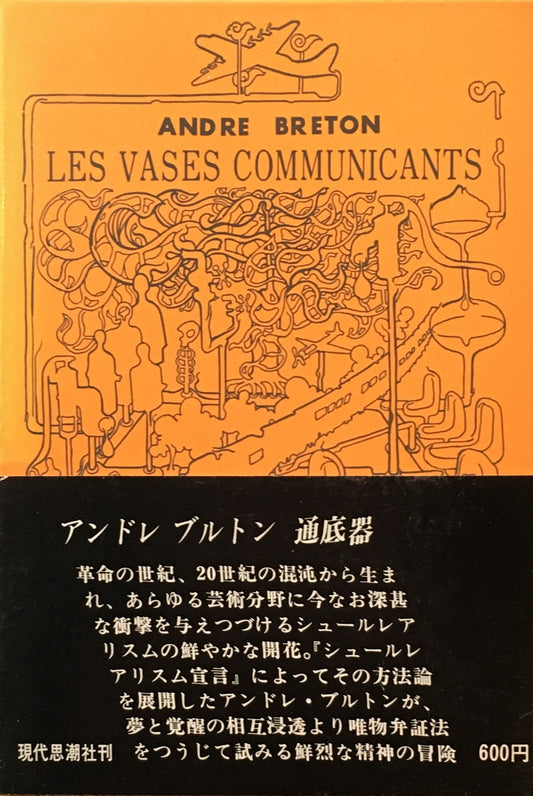 ANDRE BRETON
LES VASES COMMUNICANTS
アンドレ ブルトン 通底器
革命の世紀、20世紀の混沌から生ま
れ、あらゆる芸術分野に今なお深甚
な衝撃を与えつづけるシュールレア
リスムの鮮やかな開花。『シュールレ
アリスム宣言』によってその方法論
を展開したアンドレ・ブルトンが、
夢と覚醒の相互浸透より唯物弁証法
をつうじて試みる鮮烈な精神の冒険
現代思潮社刊
600円